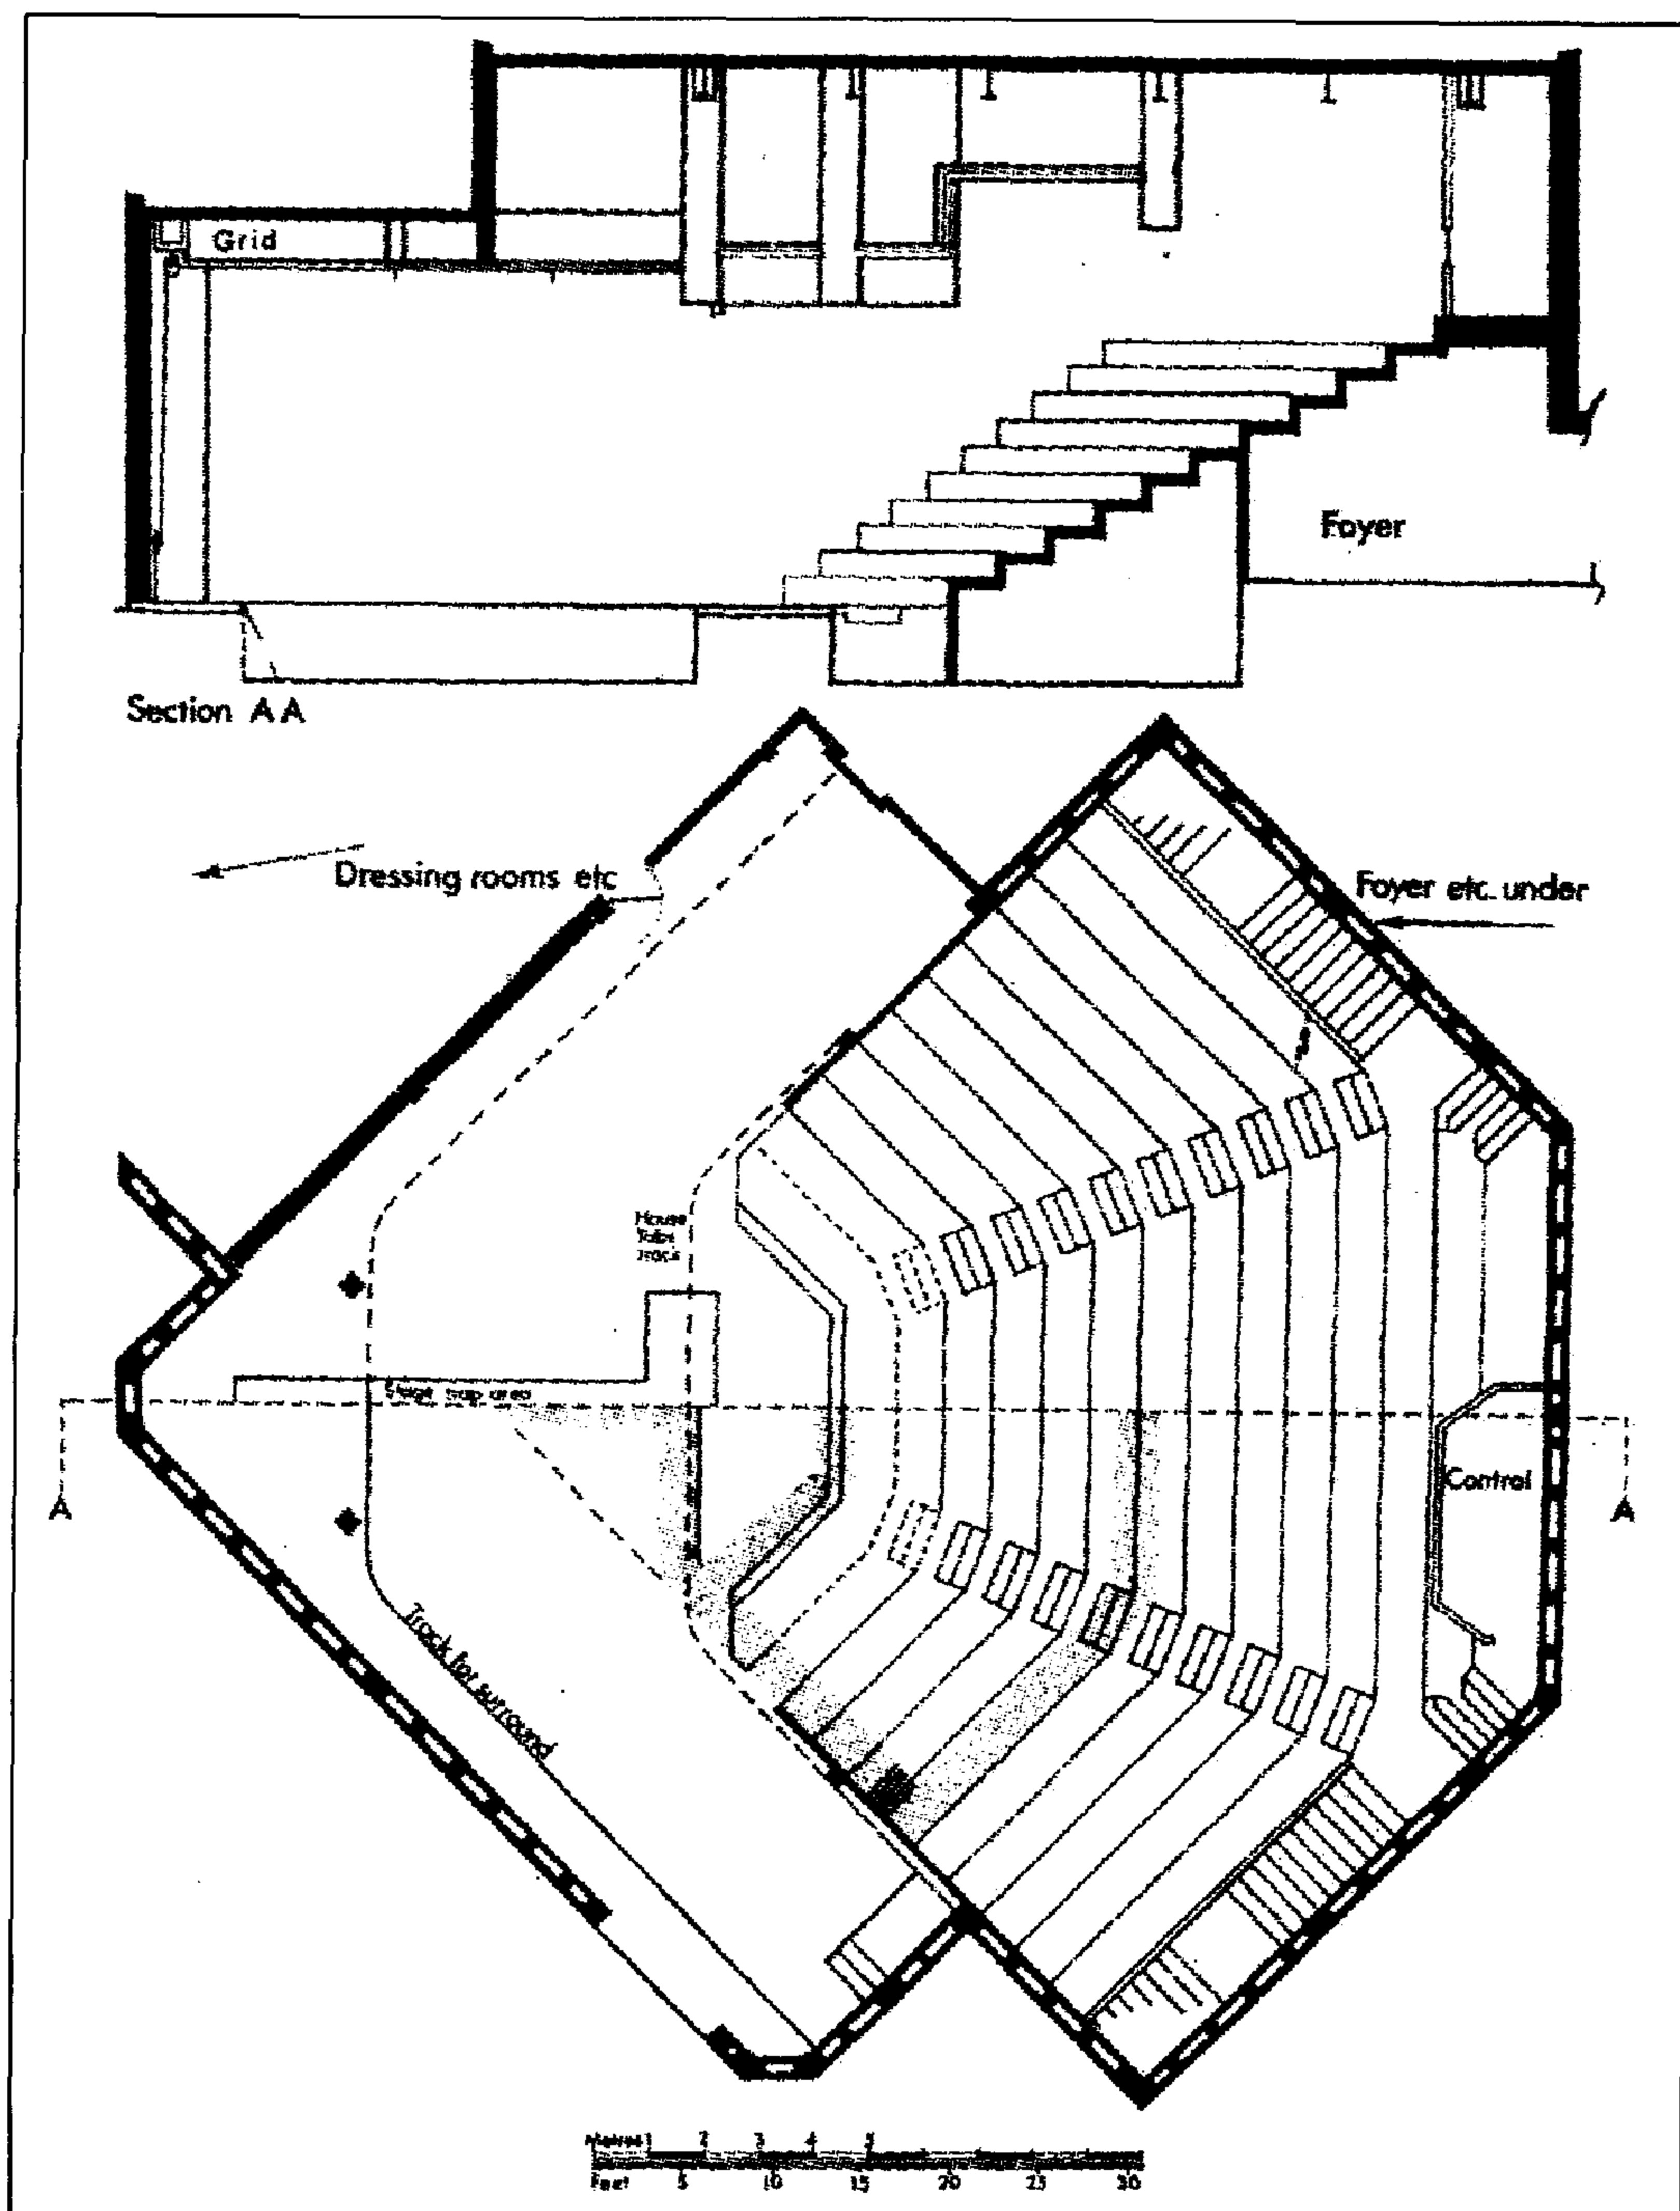 Grid
Foyer
Section A A
Dressing rooms etc
Foyer etc. under
House
Tabs
Track
Stage trap area
Control
A
A
Track for surround
Metres 1 2 3 4 5
Feet 5 10 15 20 25 30